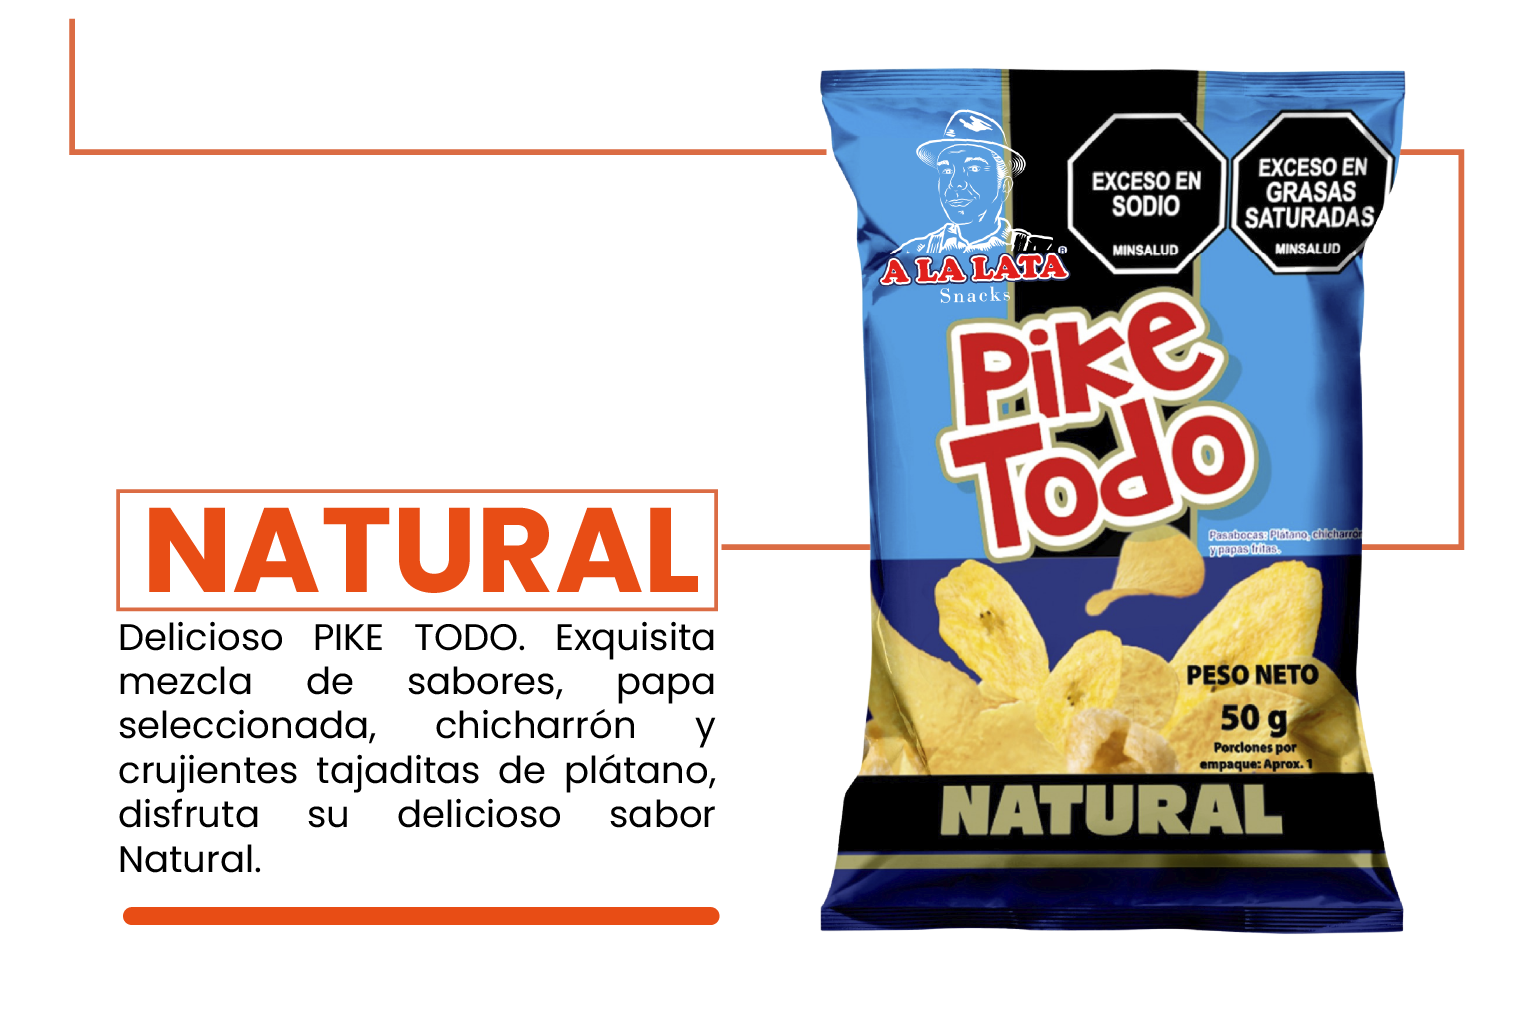 NATURAL
Delicioso PIKE TODO. Exquisita
mezcla de sabores, papa
seleccionada, chicharrón y
crujientes tajaditas de plátano,
disfruta su delicioso sabor
Natural.
EXCESO EN
SODIO
MINSALUD
EXCESO EN
GRASAS
SATURADAS
MINSALUD
A LA LATA®
Snacks
Pike
Todo
Pasabocas: Plátano, chicharrón
y papas fritas.
PESO NETO
50 g
Porciones por
empaque: Aprox. 1
NATURAL